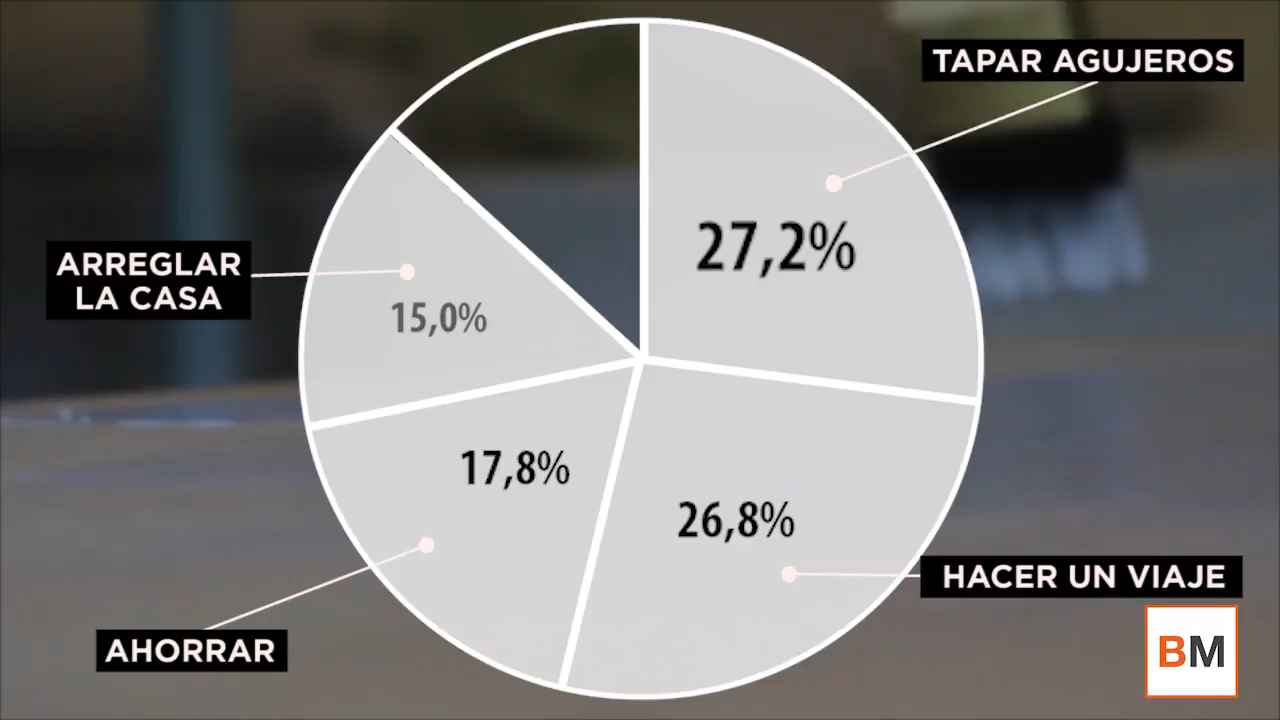 TAPAR AGUJEROS
27,2%
ARREGLAR
LA CASA
15,0%
17,8%
26,8%
HACER UN VIAJE
AHORRAR
BM